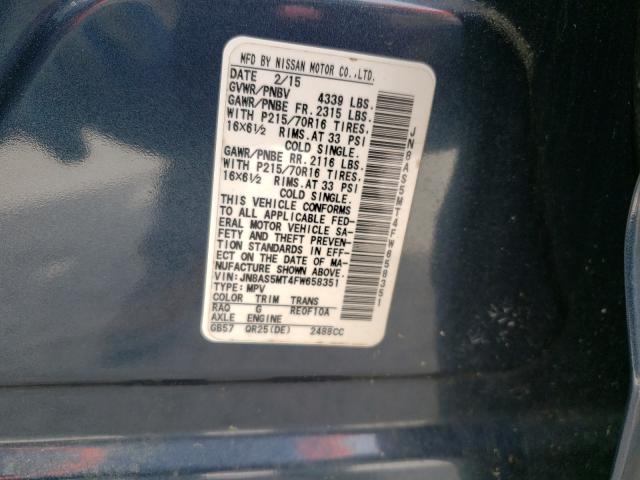 MFD BY NISSAN MOTOR CO.,LTD.
DATE 2/15
GVWR/PNBV 4339 LBS.
GAWR/PNBE FR. 2315 LBS.
WITH P215/70R16 TIRES.
16X6½ RIMS.AT 33 PSI
COLD SINGLE.
GAWR/PNBE RR. 2116 LBS.
WITH P215/70R16 TIRES.
16X6½ RIMS.AT 33 PSI
COLD SINGLE.
THIS VEHICLE CONFORMS
TO ALL APPLICABLE FED-
ERAL MOTOR VEHICLE SA-
FETY AND THEFT PREVEN-
TION STANDARDS IN EFF-
ECT ON THE DATE OF MA-
NUFACTURE SHOWN ABOVE.
VIN:JN8AS5MT4FW658351
TYPE: MPV
COLOR TRIM TRANS
RAQ G RE0F10A
AXLE ENGINE
GB57 QR25(DE) 2488CC
JN8AS5MT4FW658351